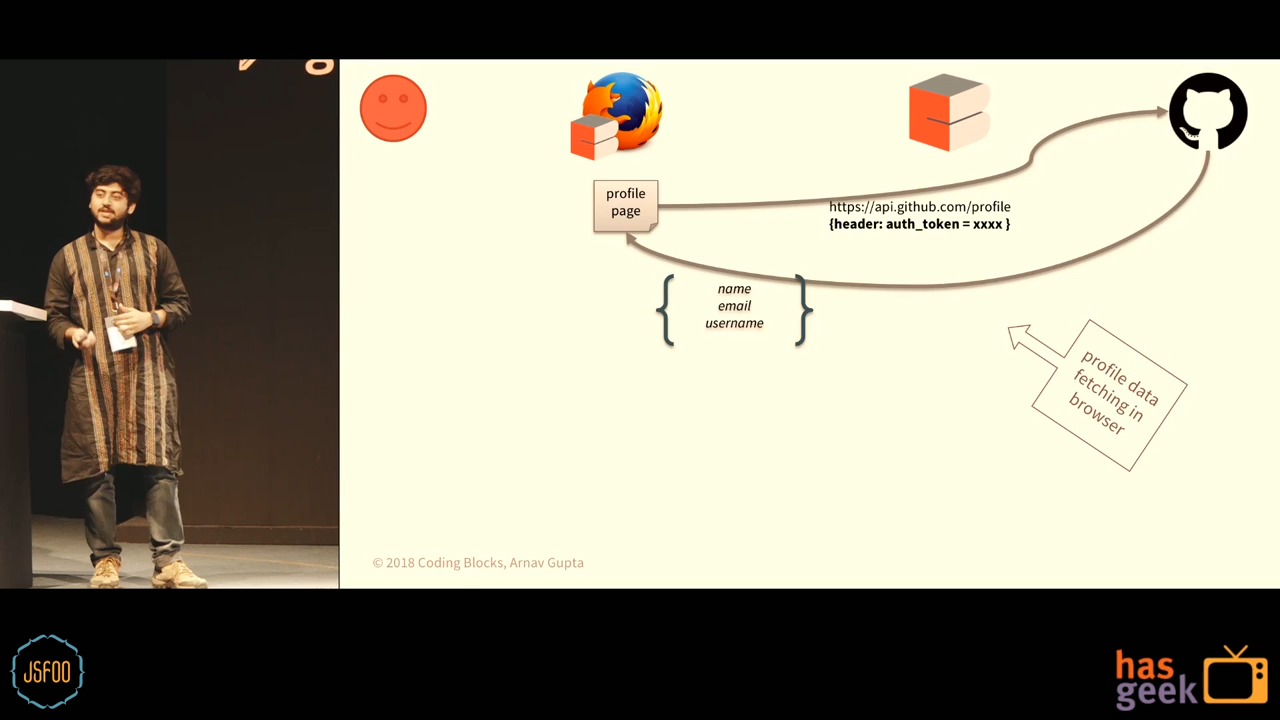 profile
page
https://api.github.com/profile
{header: auth_token = xxxx }
name
email
username
profile data
fetching in
browser
© 2018 Coding Blocks, Arnav Gupta
JSFOO
has
geek